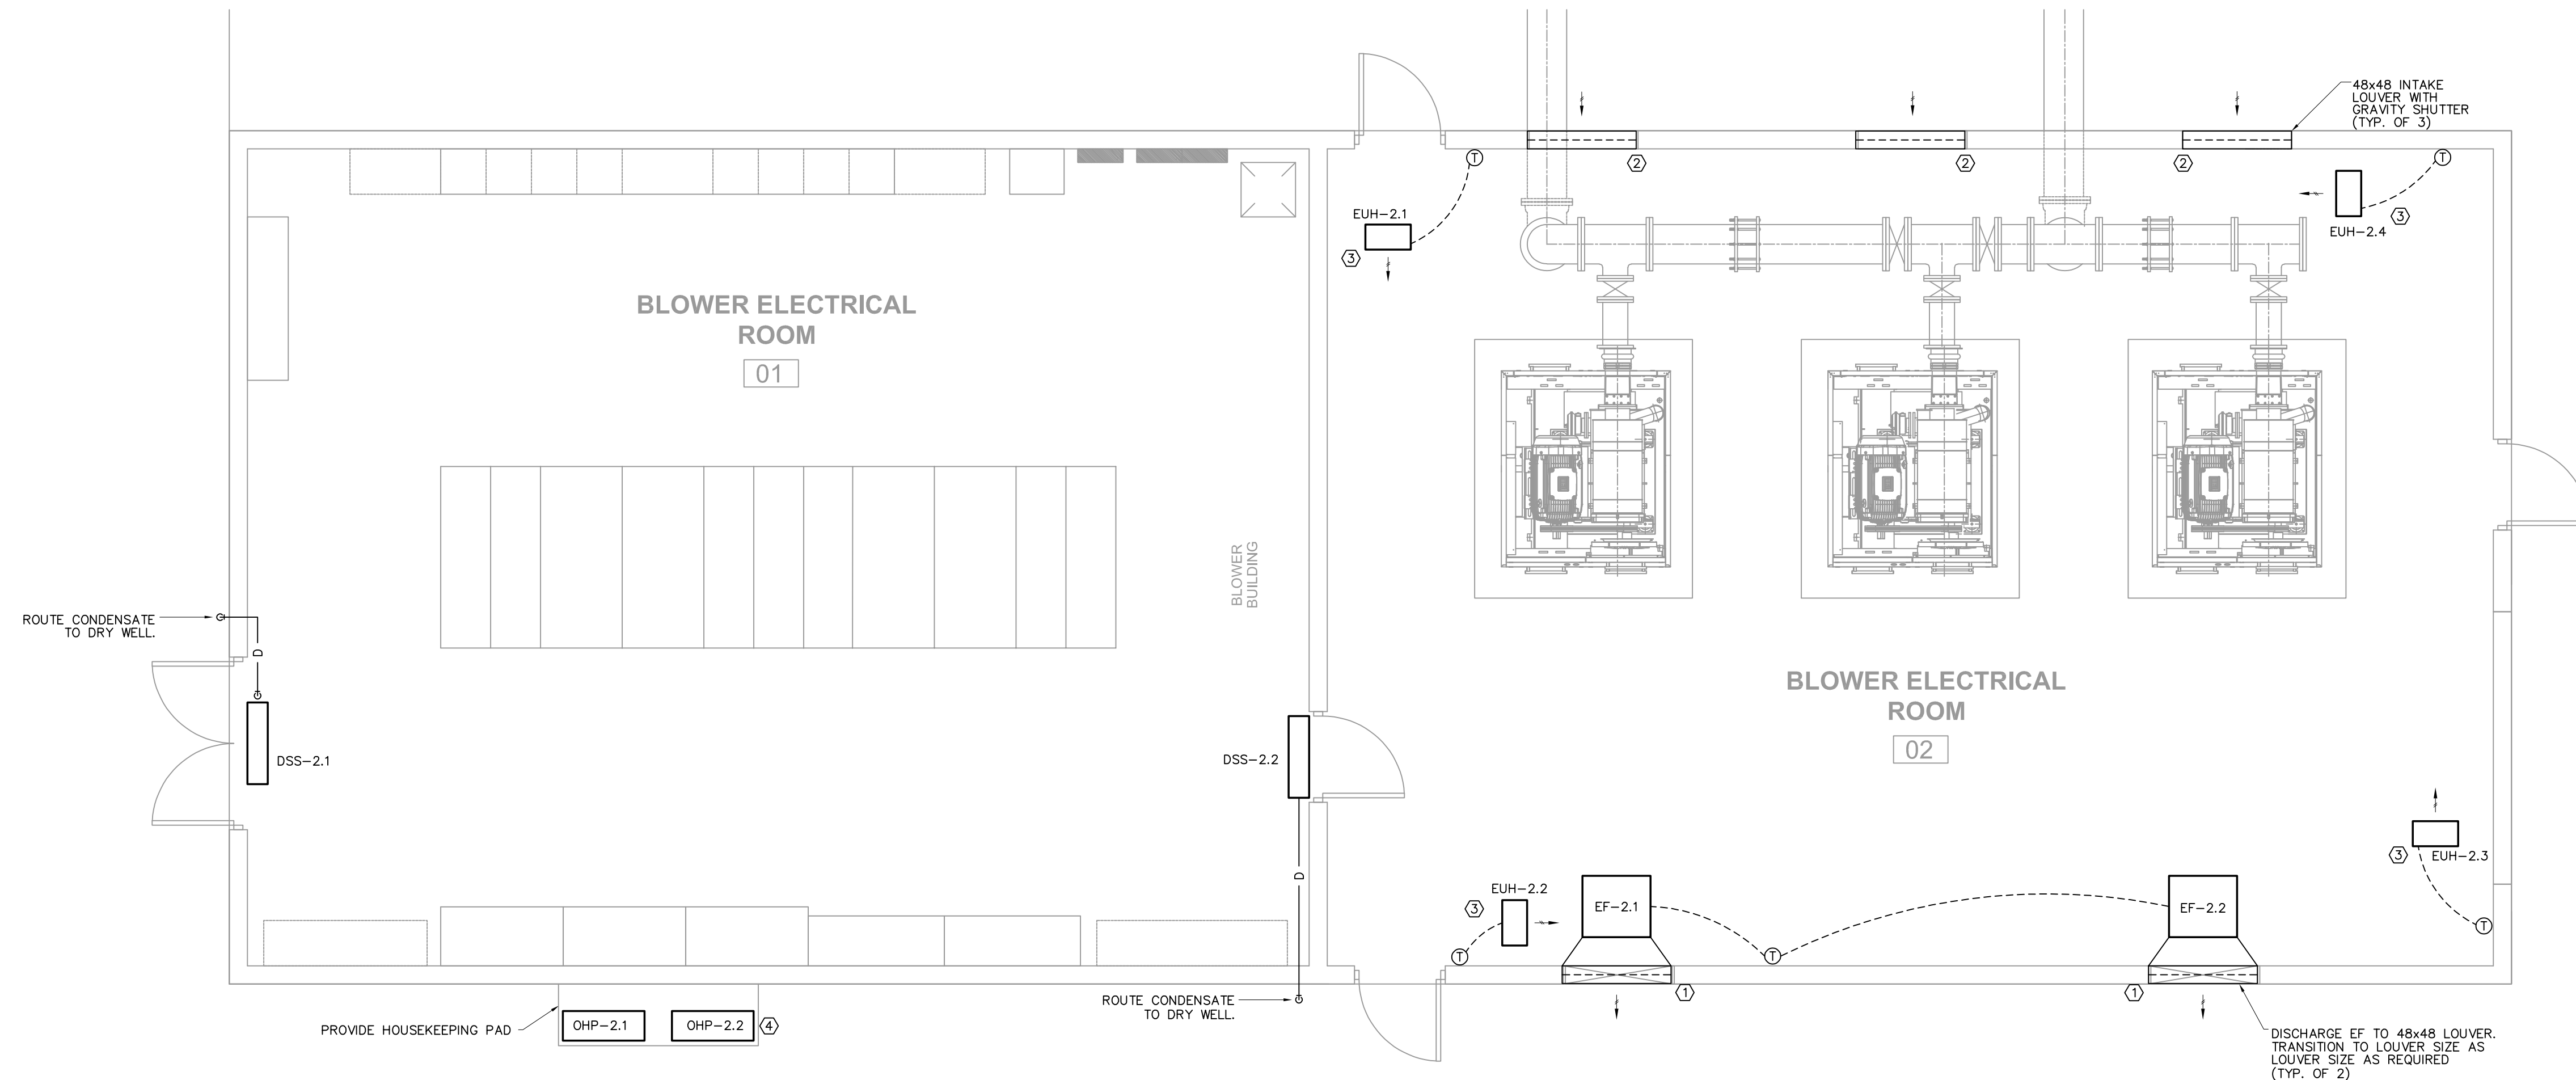 48x48 INTAKE
LOUVER WITH
GRAVITY SHUTTER
(TYP. OF 3)
2
2
2
T
T
EUH-2.1
3
3
EUH-2.4
BLOWER ELECTRICAL
ROOM
01
BLOWER
BUILDING
ROUTE CONDENSATE
TO DRY WELL.
D
DSS-2.1
DSS-2.2
BLOWER ELECTRICAL
ROOM
02
D
3
EUH-2.3
T
EUH-2.2
3
T
EF-2.1
T
EF-2.2
1
1
ROUTE CONDENSATE
TO DRY WELL.
PROVIDE HOUSEKEEPING PAD
OHP-2.1
OHP-2.2
4
DISCHARGE EF TO 48x48 LOUVER.
TRANSITION TO LOUVER SIZE AS
LOUVER SIZE AS REQUIRED
(TYP. OF 2)